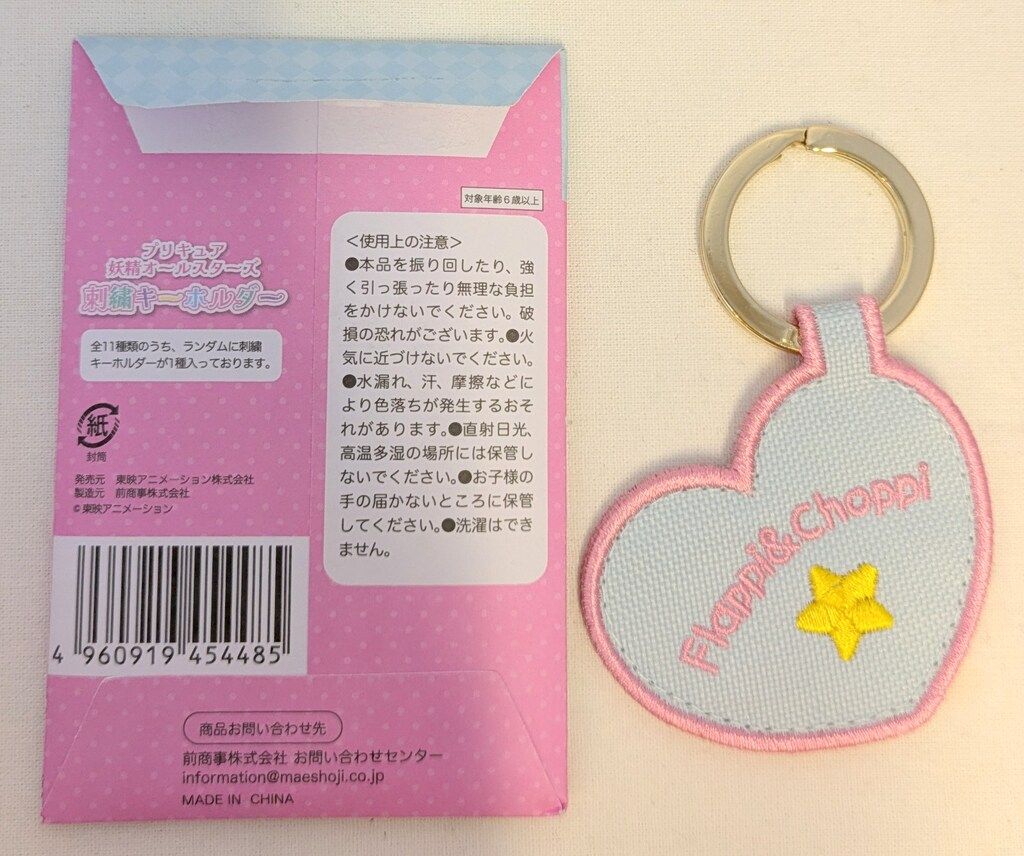 対象年齢6歳以上
プリキュア
妖精オールスターズ
刺繍キーホルダー
全11種類のうち、ランダムに刺繍
キーホルダーが1種入っております。
紙
封筒
発売元 東映アニメーション株式会社
製造元 前商事株式会社
©東映アニメーション
4 960919 454485
<使用上の注意>
●本品を振り回したり、強
く引っ張ったり無理な負担
をかけないでください。破
損の恐れがございます。●火
気に近づけないでください。
●水漏れ、汗、摩擦などに
より色落ちが発生するおそ
れがあります。●直射日光、
高温多湿の場所には保管し
ないでください。●お子様の
手の届かないところに保管
してください。●洗濯はでき
ません。
商品お問い合わせ先
前商事株式会社 お問い合わせセンター
information@maeshoji.co.jp
MADE IN CHINA
Flappi&Choppi